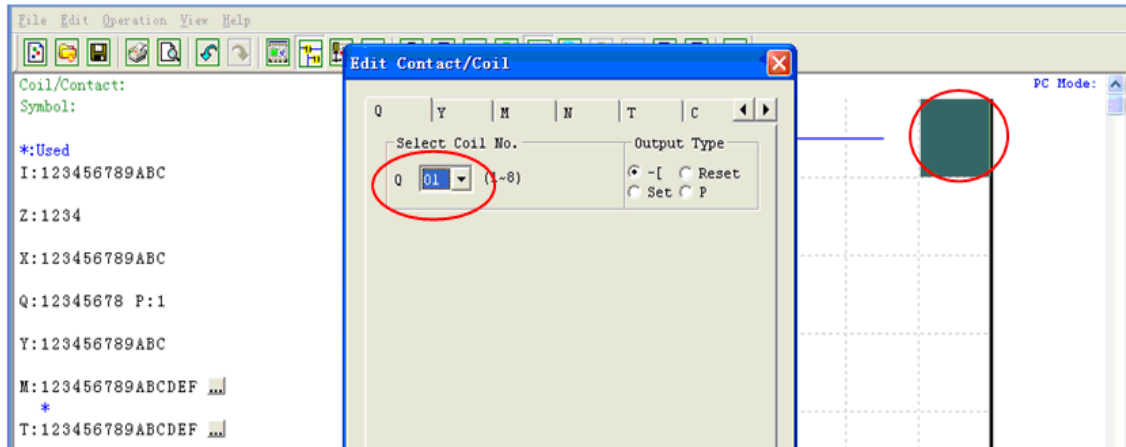 File Edit Operation View Help
Edit Contact/Coil
Coil/Contact:
PC Mode:
Symbol:
Q Y M N T C
Select Coil No.
Output Type
*:Used
I:123456789ABC
Q 01 (1~8)
-[ Reset
Set P
Z:1234
X:123456789ABC
Q:12345678 P:1
Y:123456789ABC
M:123456789ABCDEF ...
*
T:123456789ABCDEF ...